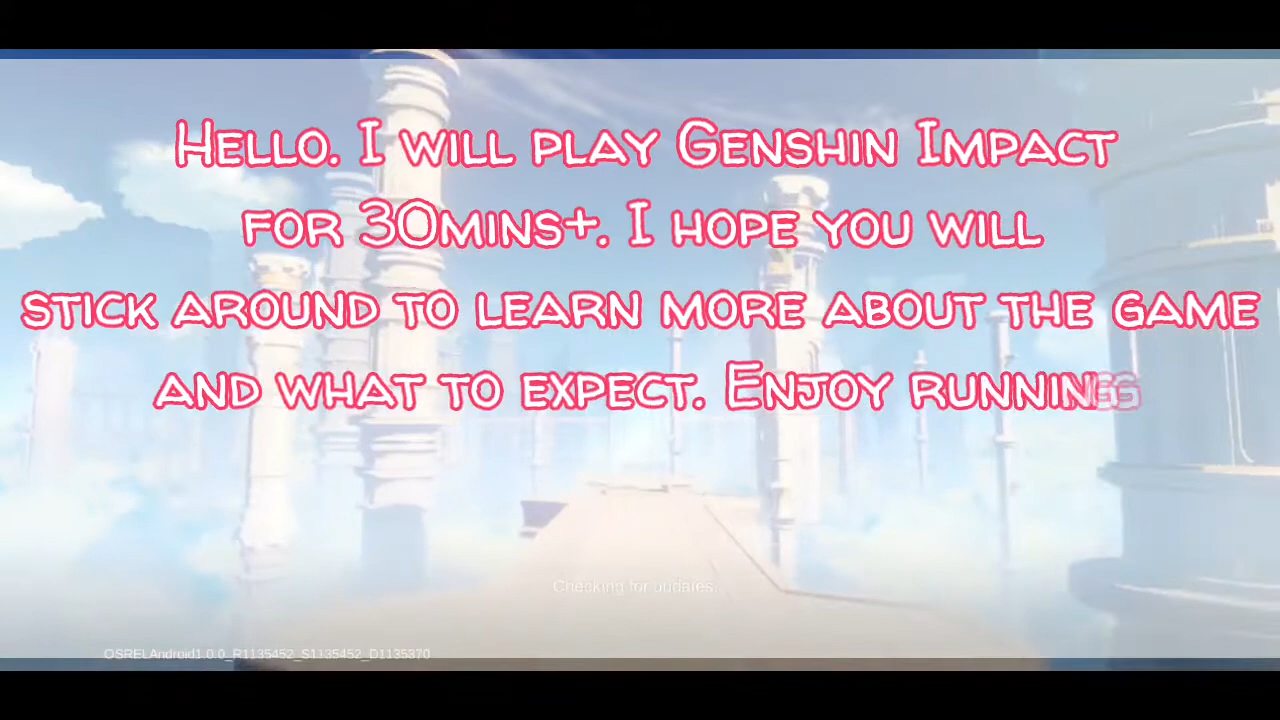 Hello. I will play Genshin Impact
for 30mins+. I hope you will
stick around to learn more about the game
and what to expect. Enjoy
Checking for updates.
OSRELAndroid1.0.0_R1135452_S1135452_D1135370